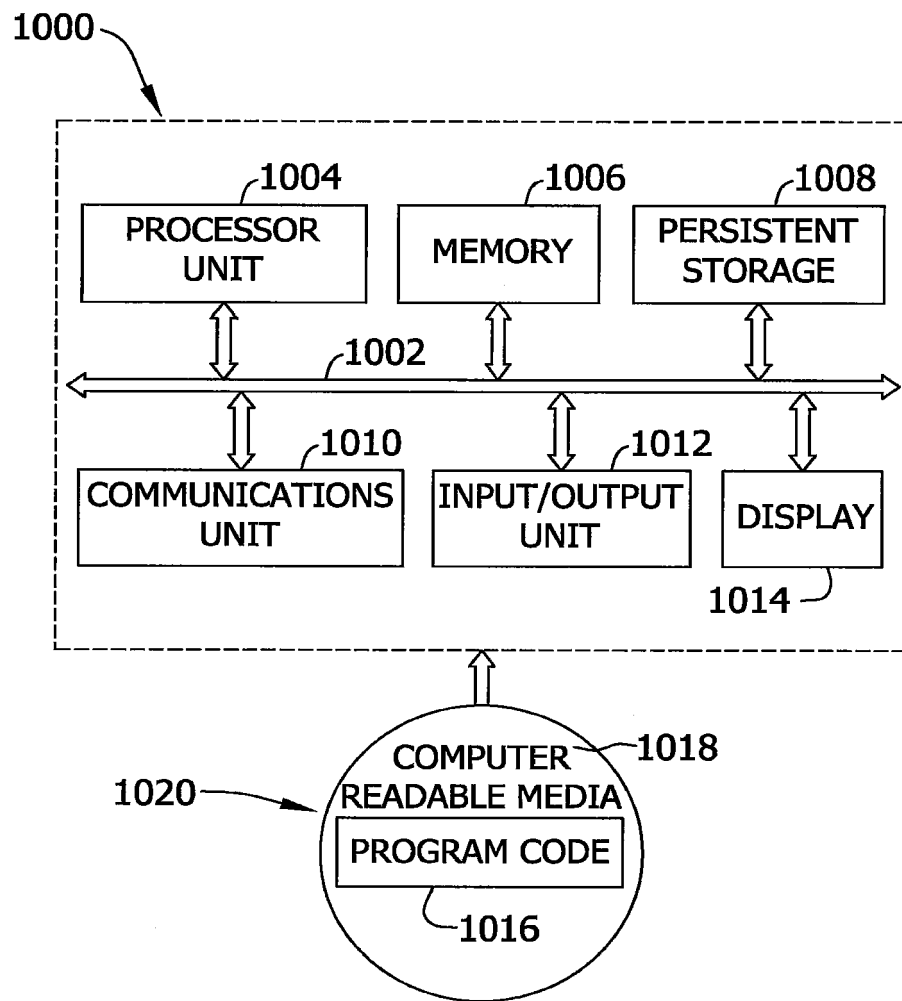 1000
1004
1006
1008
PROCESSOR
UNIT
MEMORY
PERSISTENT
STORAGE
1002
1010
1012
COMMUNICATIONS
UNIT
INPUT/OUTPUT
UNIT
DISPLAY
1014
COMPUTER
READABLE MEDIA
1018
1020
PROGRAM CODE
1016